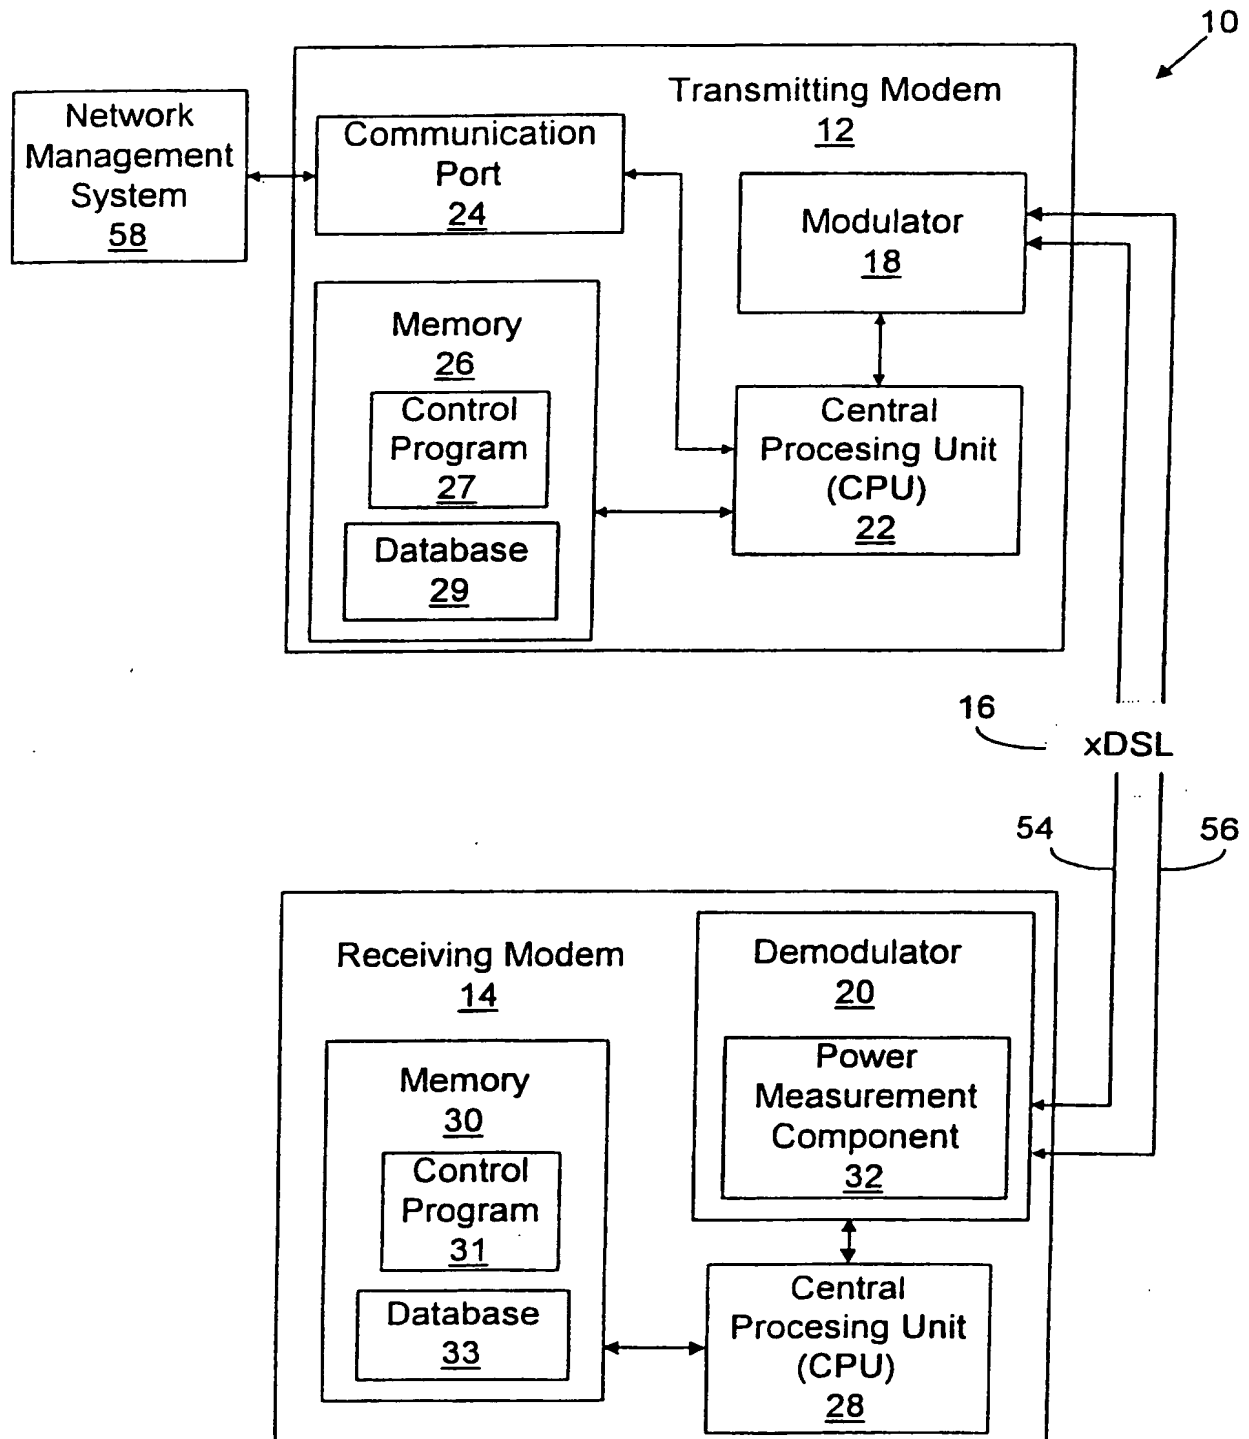 10
Network
Management
System
58
Transmitting Modem
12
Communication
Port
24
Modulator
18
Memory
26
Control
Program
27
Database
29
Central
Procesing Unit
(CPU)
22
16
xDSL
54
56
Receiving Modem
14
Demodulator
20
Power
Measurement
Component
32
Memory
30
Control
Program
31
Database
33
Central
Procesing Unit
(CPU)
28